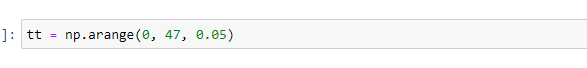 ]: tt = np.arange(0, 47, 0.05)